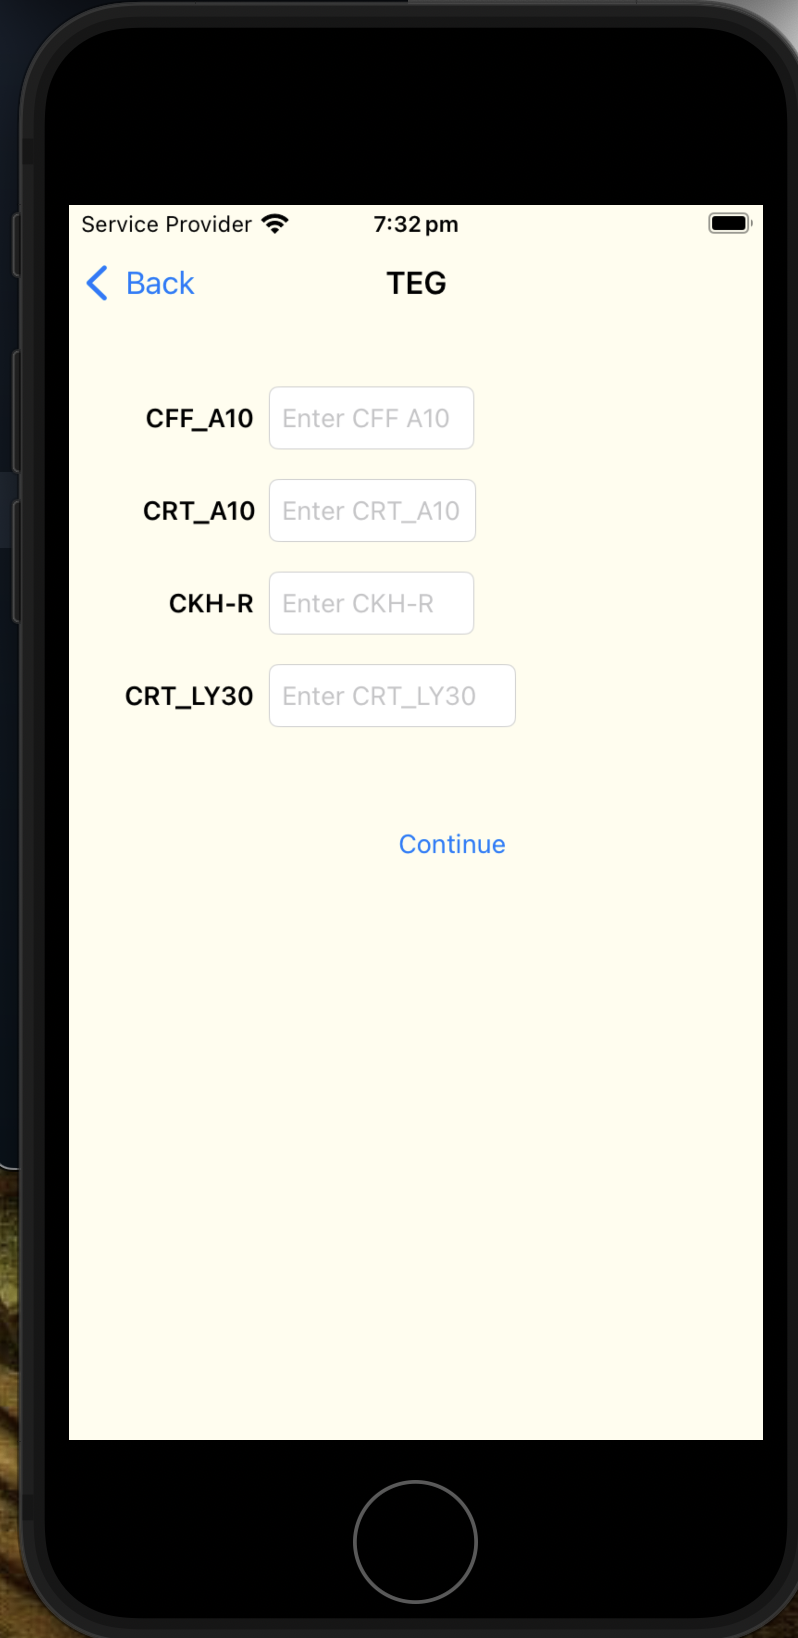 Service Provider 7:32 pm
Back TEG
CFF_A10 Enter CFF A10
CRT_A10 Enter CRT_A10
CKH-R Enter CKH-R
CRT_LY30 Enter CRT_LY30
Continue